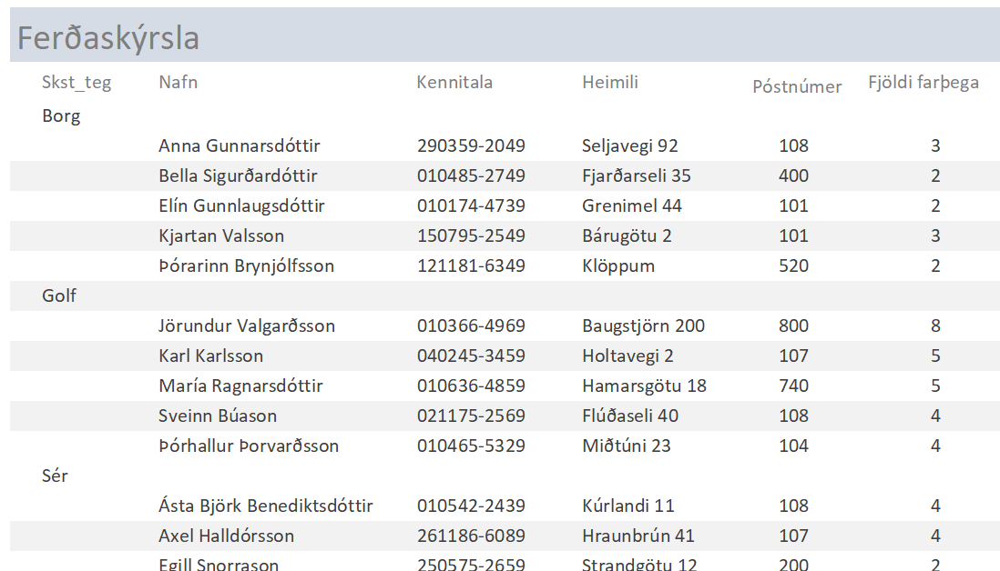 Ferðaskýrsla
Skst_teg Nafn Kennitala Heimili Póstnúmer Fjöldi farþega
Borg
Anna Gunnarsdóttir 290359-2049 Seljavegi 92 108 3
Bella Sigurðardóttir 010485-2749 Fjarðarseli 35 400 2
Elín Gunnlaugsdóttir 010174-4739 Grenimel 44 101 2
Kjartan Valsson 150795-2549 Bárugötu 2 101 3
Þórarinn Brynjólfsson 121181-6349 Klöppum 520 2
Golf
Jörundur Valgarðsson 010366-4969 Baugstjörn 200 800 8
Karl Karlsson 040245-3459 Holtavegi 2 107 5
María Ragnarsdóttir 010636-4859 Hamarsgötu 18 740 5
Sveinn Búason 021175-2569 Flúðaseli 40 108 4
Þórhallur Þorvarðsson 010465-5329 Miðtúni 23 104 4
Sér
Ásta Björk Benediktsdóttir 010542-2439 Kúrlandi 11 108 4
Axel Halldórsson 261186-6089 Hraunbrún 41 107 4
Egill Snorrason 250575-2659 Strandgötu 12 200 2